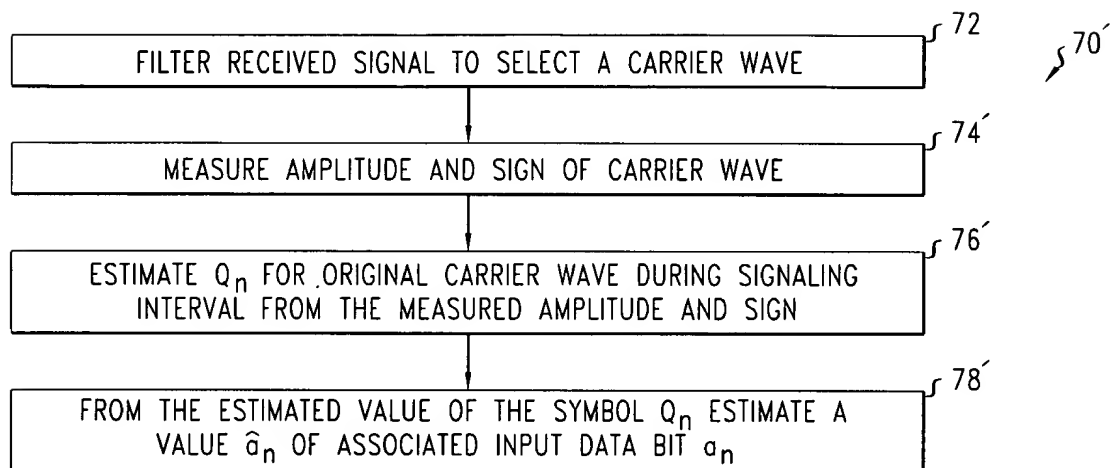 72
70´
FILTER RECEIVED SIGNAL TO SELECT A CARRIER WAVE
74´
MEASURE AMPLITUDE AND SIGN OF CARRIER WAVE
76´
ESTIMATE Qn FOR ORIGINAL CARRIER WAVE DURING SIGNALING
INTERVAL FROM THE MEASURED AMPLITUDE AND SIGN
78´
FROM THE ESTIMATED VALUE OF THE SYMBOL Qn ESTIMATE A
VALUE ân OF ASSOCIATED INPUT DATA BIT an